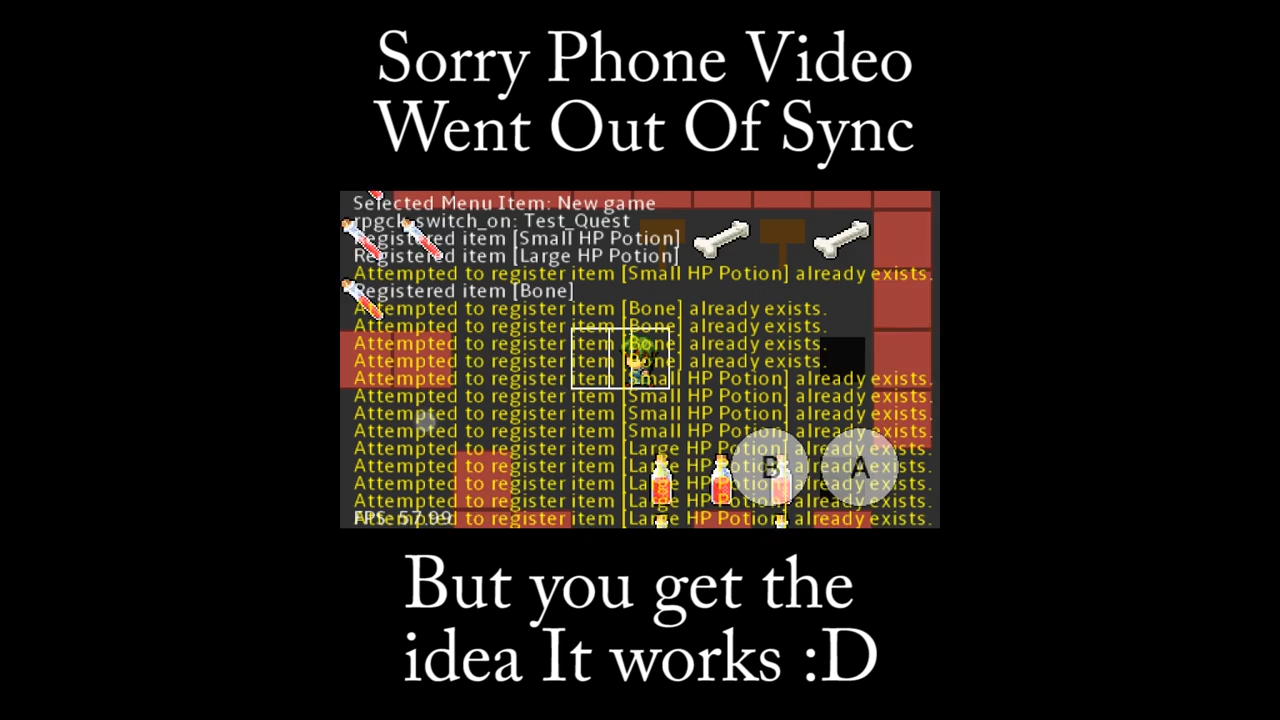 Sorry Phone Video
Went Out Of Sync
Selected Menu Item: New game
rpgck_switch_on: Test_Quest
Registered item [Small HP Potion]
Registered item [Large HP Potion]
Attempted to register item [Small HP Potion] already exists.
Registered item [Bone]
Attempted to register item [Bone] already exists.
Attempted to register item [Bone] already exists.
Attempted to register item [Bone] already exists.
Attempted to register item [Bone] already exists.
Attempted to register item [Small HP Potion] already exists.
Attempted to register item [Small HP Potion] already exists.
Attempted to register item [Small HP Potion] already exists.
Attempted to register item [Small HP Potion] already exists.
Attempted to register item [Large HP Potion] already exists.
Attempted to register item [Large HP Potion] already exists.
B A
Attempted to register item [Large HP Potion] already exists.
Attempted to register item [Large HP Potion] already exists.
Attempted to register item [Large HP Potion] already exists.
FPS: 57.99
But you get the
idea It works :D